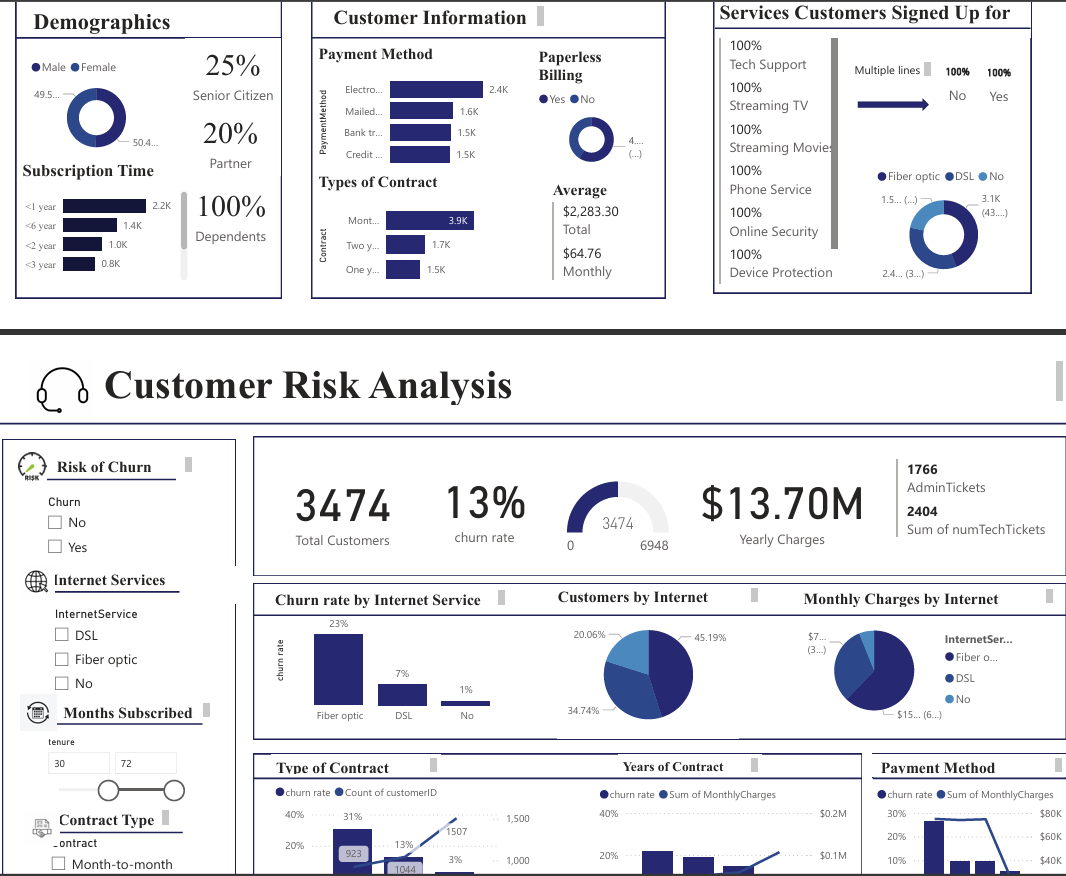 Demographics
Male Female
49.5...
50.4...
25%
Senior Citizen
20%
Partner
Subscription Time
<1 year 2.2K
<6 year 1.4K
<2 year 1.0K
<3 year 0.8K
100%
Dependents
Customer Information
Payment Method
PaymentMethod
Electro... 2.4K
Mailed... 1.6K
Bank tr... 1.5K
Credit ... 1.5K
Paperless
Billing
Yes No
4....
(...)
Types of Contract
Contract
Mont... 3.9K
Two y... 1.7K
One y... 1.5K
Average
$2,283.30
Total
$64.76
Monthly
Services Customers Signed Up for
100%
Tech Support
100%
Streaming TV
100%
Streaming Movies
100%
Phone Service
100%
Online Security
100%
Device Protection
Multiple lines
100% 100%
No Yes
Fiber optic DSL No
1.5... (...)
3.1K
(43....)
2.4... (3...)
Customer Risk Analysis
RISK
Risk of Churn
Churn
No
Yes
Internet Services
InternetService
DSL
Fiber optic
No
Months Subscribed
tenure
30 72
Contract Type
Contract
Month-to-month
3474
Total Customers
13%
churn rate
3474
0 6948
$13.70M
Yearly Charges
1766
AdminTickets
2404
Sum of numTechTickets
Churn rate by Internet Service
churn rate
23%
7%
1%
Fiber optic DSL No
Customers by Internet
20.06%
45.19%
34.74%
Monthly Charges by Internet
$7...
(3...)
$15... (6...)
InternetSer...
Fiber o...
DSL
No
Type of Contract
churn rate Count of customerID
40%
20%
31%
13%
3%
923
1044
1507
1,500
1,000
Years of Contract
churn rate Sum of MonthlyCharges
40%
20%
$0.2M
$0.1M
Payment Method
churn rate Sum of MonthlyCharges
30%
20%
10%
$80K
$60K
$40K